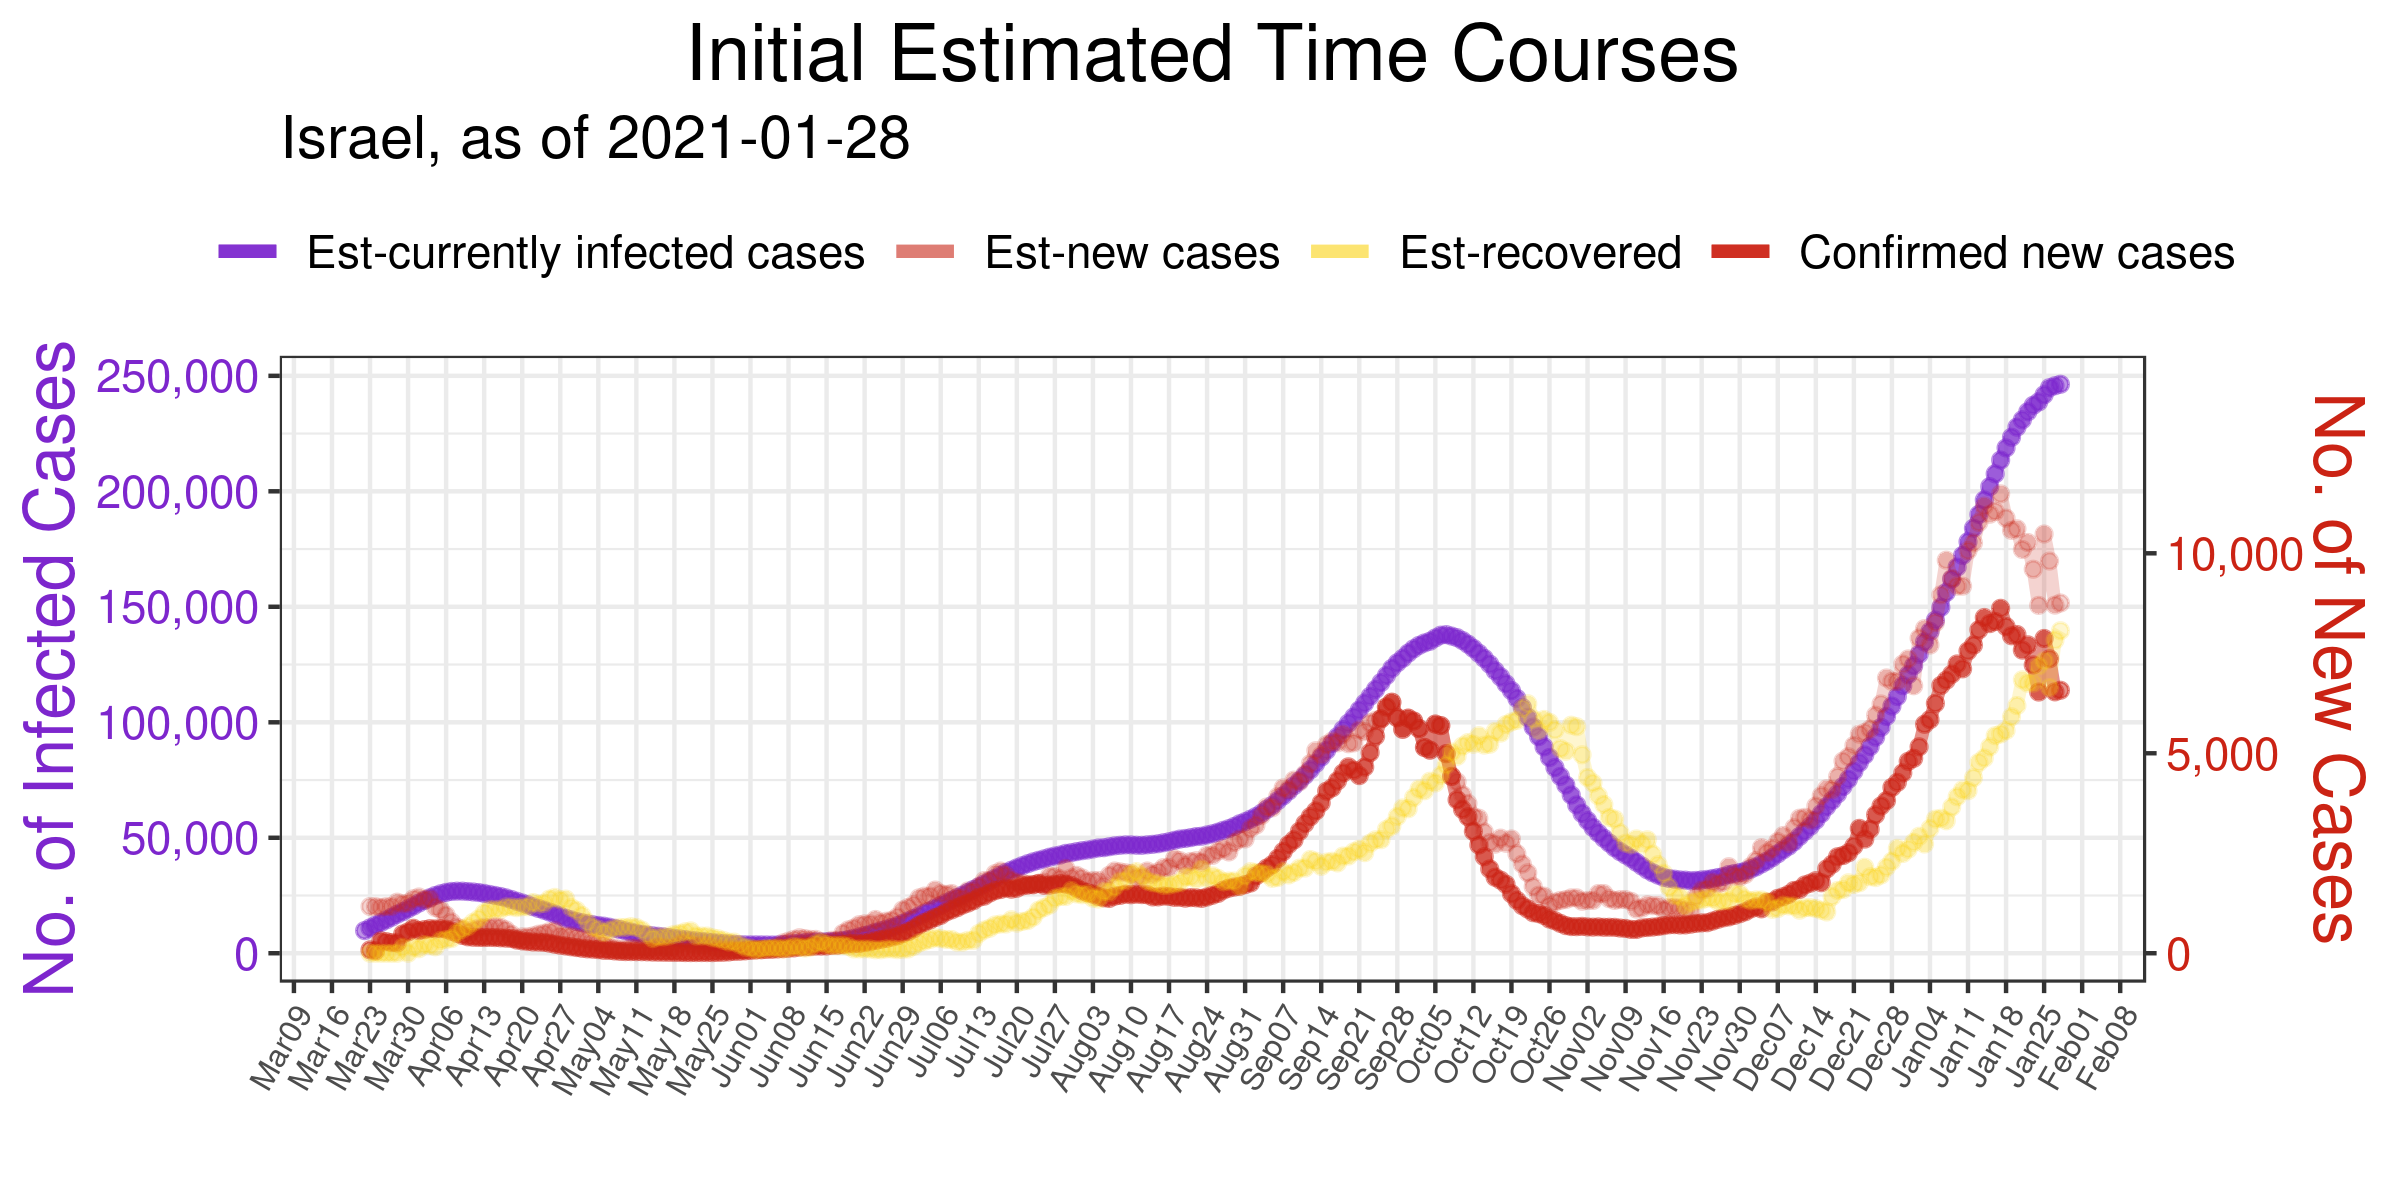 Initial Estimated Time Courses
Israel, as of 2021-01-28
Est-currently infected cases Est-new cases Est-recovered Confirmed new cases
No. of Infected Cases
250,000
200,000
150,000
100,000
50,000
0
10,000
5,000
0
No. of New Cases
Mar09 Mar16 Mar23 Mar30 Apr06 Apr13 Apr20 Apr27 May04 May11 May18 May25 Jun01 Jun08 Jun15 Jun22 Jun29 Jul06 Jul13 Jul20 Jul27 Aug03 Aug10 Aug17 Aug24 Aug31 Sep07 Sep14 Sep21 Sep28 Oct05 Oct12 Oct19 Oct26 Nov02 Nov09 Nov16 Nov23 Nov30 Dec07 Dec14 Dec21 Dec28 Jan04 Jan11 Jan18 Jan25 Feb01 Feb08